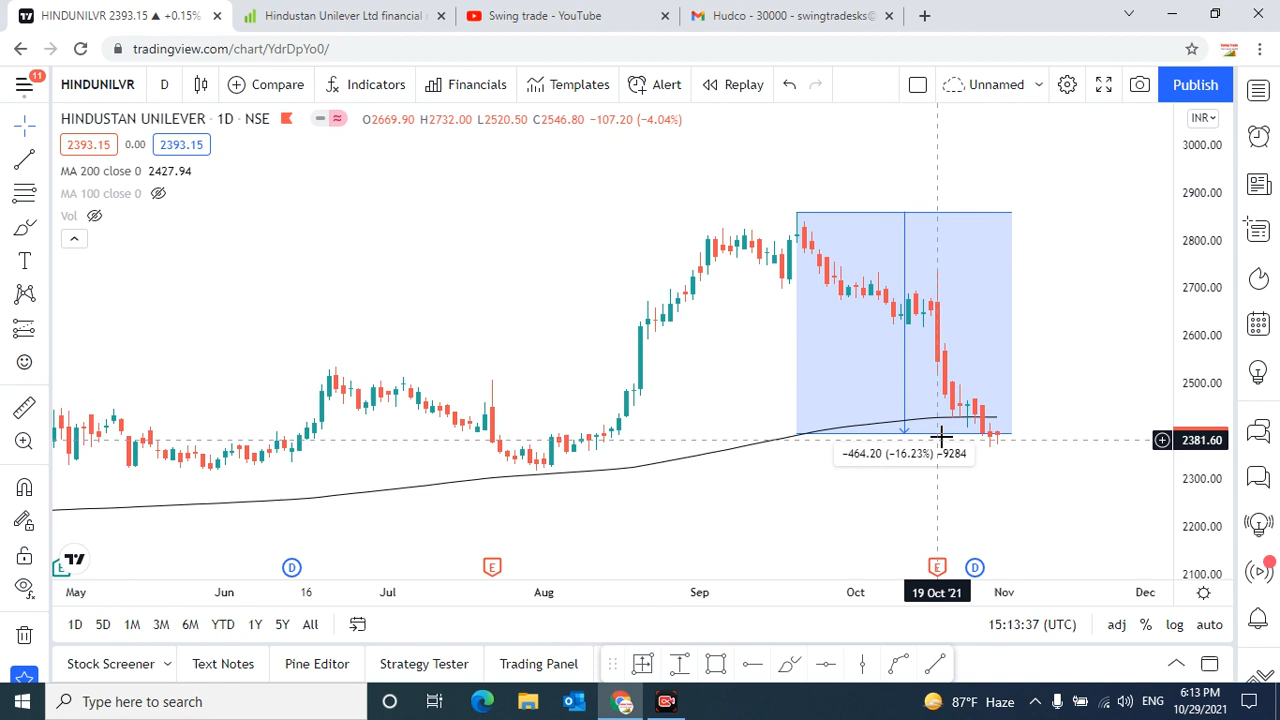 HINDUNILVR 2393.15 ▲ +0.15%
Hindustan Unilever Ltd financial r
Swing trade - YouTube
Hudco - 30000 - swingtradesks@
tradingview.com/chart/YdrDpYo0/
11
HINDUNILVR
D
Compare
Indicators
Financials
Templates
Alert
Replay
Unnamed
Publish
HINDUSTAN UNILEVER · 1D · NSE
O2669.90 H2732.00 L2520.50 C2546.80 −107.20 (−4.04%)
INR
2393.15
0.00
2393.15
MA 200 close 0 2427.94
MA 100 close 0
Vol
3000.00
2900.00
2800.00
2700.00
2600.00
2500.00
2381.60
2300.00
2200.00
2100.00
−464.20 (−16.23%) −9284
E
D
E
E
D
May
Jun
16
Jul
Aug
Sep
Oct
19 Oct '21
Nov
Dec
1D
5D
1M
3M
6M
YTD
1Y
5Y
All
15:13:37 (UTC)
adj
%
log
auto
Stock Screener
Text Notes
Pine Editor
Strategy Tester
Trading Panel
Type here to search
87°F Haze
ENG
6:13 PM
10/29/2021